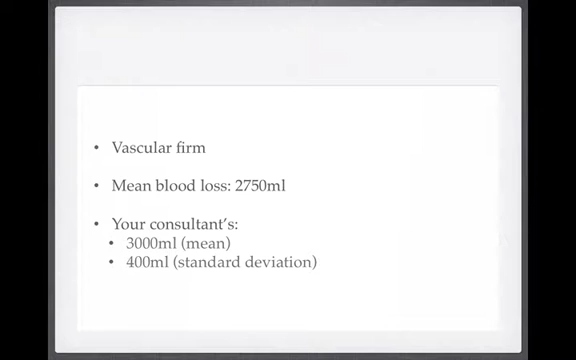 • Vascular firm
• Mean blood loss: 2750ml
• Your consultant's:
• 3000ml (mean)
• 400ml (standard deviation)